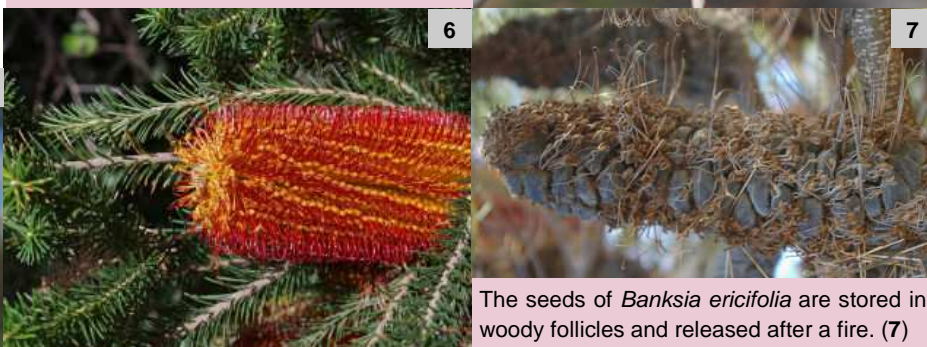 6
7
The seeds of Banksia ericifolia are stored in
woody follicles and released after a fire. (7)